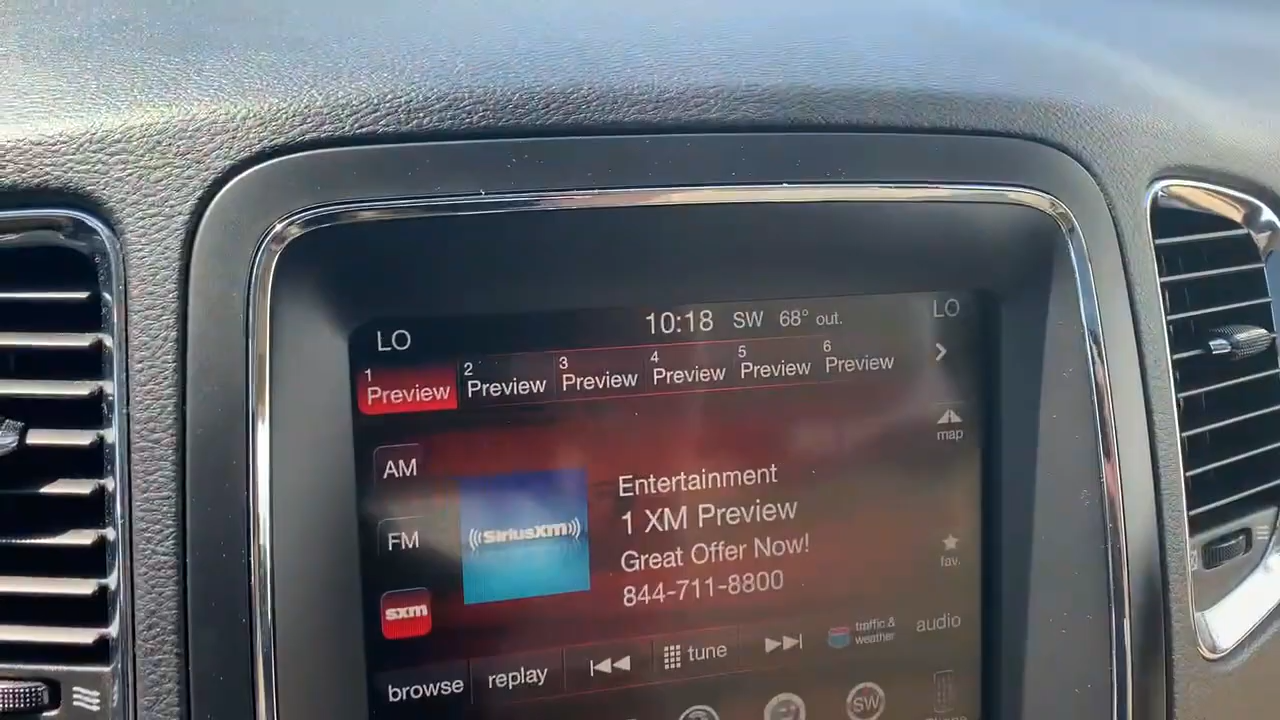 LO 10:18 SW 68° out. LO
1 Preview 2 Preview 3 Preview 4 Preview 5 Preview 6 Preview
map
AM
FM
sxm
SiriusXM
Entertainment
1 XM Preview
Great Offer Now!
844-711-8800
fav.
browse replay tune traffic & weather audio
SW